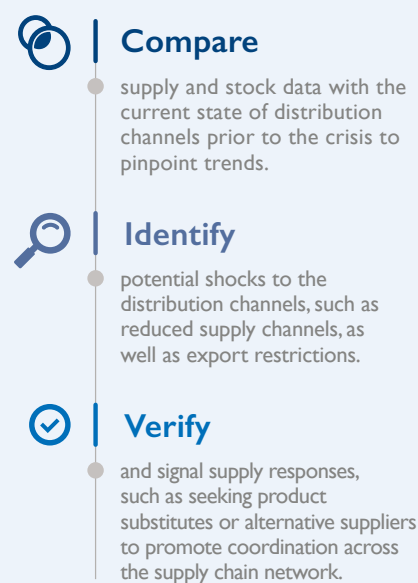 Compare
supply and stock data with the
current state of distribution
channels prior to the crisis to
pinpoint trends.
Identify
potential shocks to the
distribution channels, such as
reduced supply channels, as
well as export restrictions.
Verify
and signal supply responses,
such as seeking product
substitutes or alternative suppliers
to promote coordination across
the supply chain network.